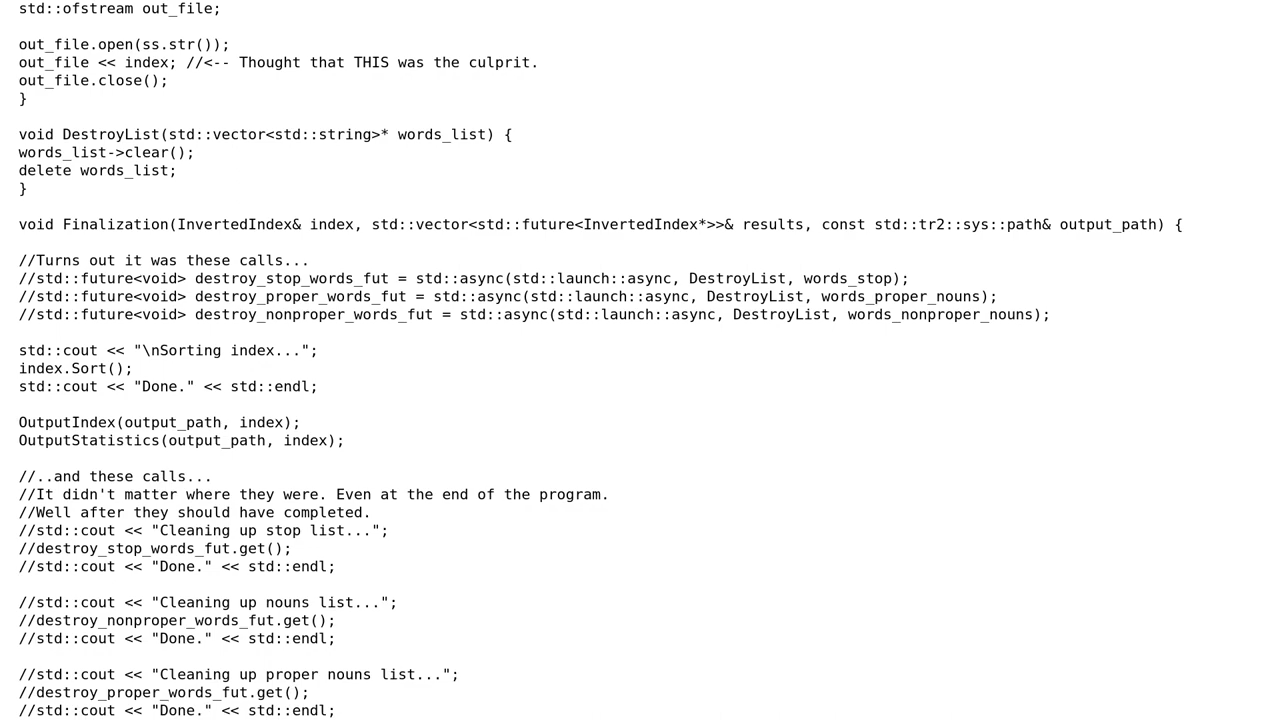 std::ofstream out_file;
out_file.open(ss.str());
out_file << index; //<-- Thought that THIS was the culprit.
out_file.close();
}
void DestroyList(std::vector<std::string>* words_list) {
words_list->clear();
delete words_list;
}
void Finalization(InvertedIndex& index, std::vector<std::future<InvertedIndex*>>& results, const std::tr2::sys::path& output_path) {
//Turns out it was these calls...
//std::future<void> destroy_stop_words_fut = std::async(std::launch::async, DestroyList, words_stop);
//std::future<void> destroy_proper_words_fut = std::async(std::launch::async, DestroyList, words_proper_nouns);
//std::future<void> destroy_nonproper_words_fut = std::async(std::launch::async, DestroyList, words_nonproper_nouns);
std::cout << "\nSorting index...";
index.Sort();
std::cout << "Done." << std::endl;
OutputIndex(output_path, index);
OutputStatistics(output_path, index);
//..and these calls...
//It didn't matter where they were. Even at the end of the program.
//Well after they should have completed.
//std::cout << "Cleaning up stop list...";
//destroy_stop_words_fut.get();
//std::cout << "Done." << std::endl;
//std::cout << "Cleaning up nouns list...";
//destroy_nonproper_words_fut.get();
//std::cout << "Done." << std::endl;
//std::cout << "Cleaning up proper nouns list...";
//destroy_proper_words_fut.get();
//std::cout << "Done." << std::endl;